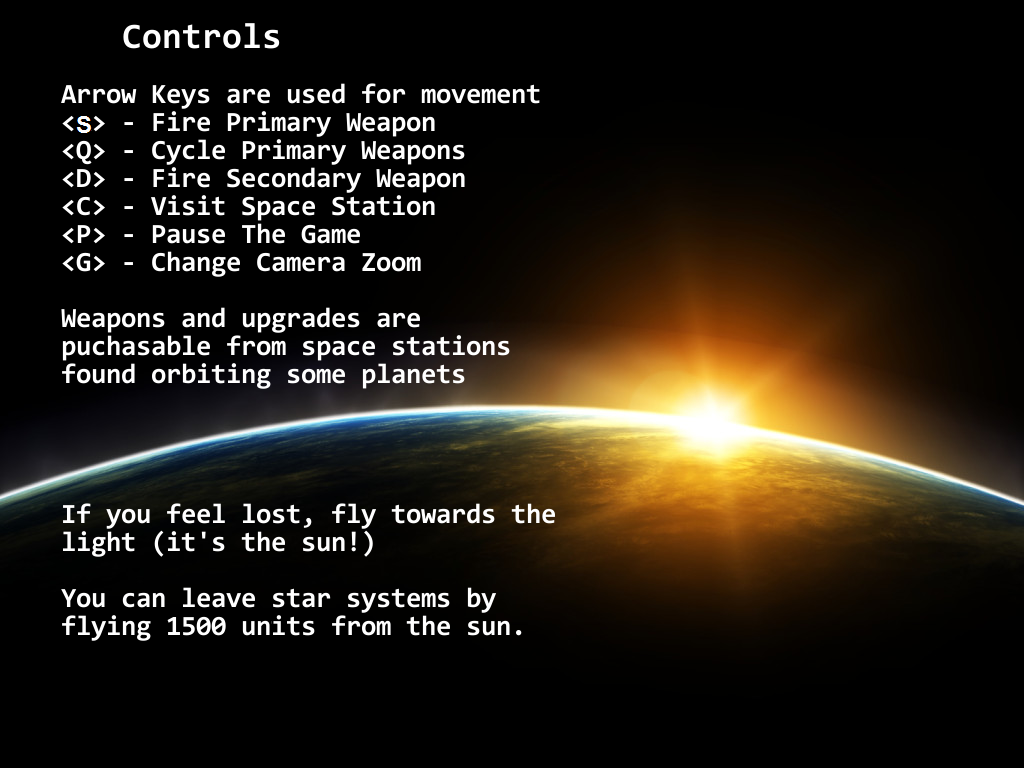 Controls
Arrow Keys are used for movement
<S> - Fire Primary Weapon
<Q> - Cycle Primary Weapons
<D> - Fire Secondary Weapon
<C> - Visit Space Station
<P> - Pause The Game
<G> - Change Camera Zoom
Weapons and upgrades are
puchasable from space stations
found orbiting some planets
If you feel lost, fly towards the
light (it's the sun!)
You can leave star systems by
flying 1500 units from the sun.